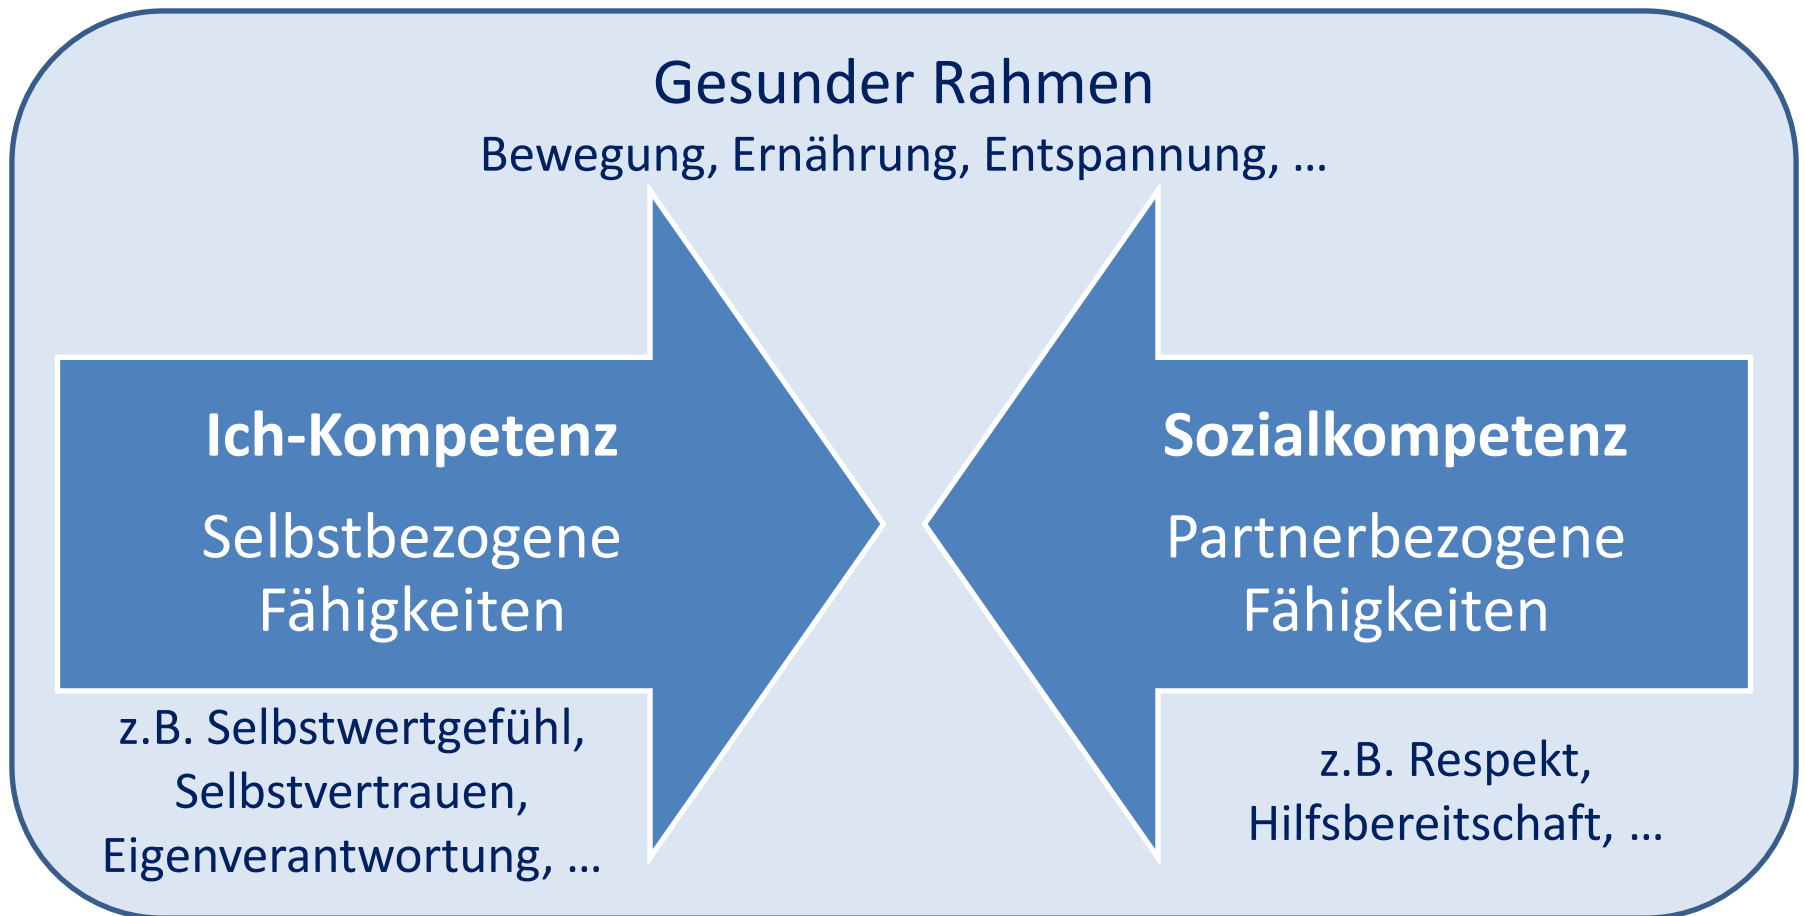 Gesunder Rahmen
Bewegung, Ernährung, Entspannung, ...
Ich-Kompetenz
Selbstbezogene
Fähigkeiten
z.B. Selbstwertgefühl,
Selbstvertrauen,
Eigenverantwortung, ...
Sozialkompetenz
Partnerbezogene
Fähigkeiten
z.B. Respekt,
Hilfsbereitschaft, ...